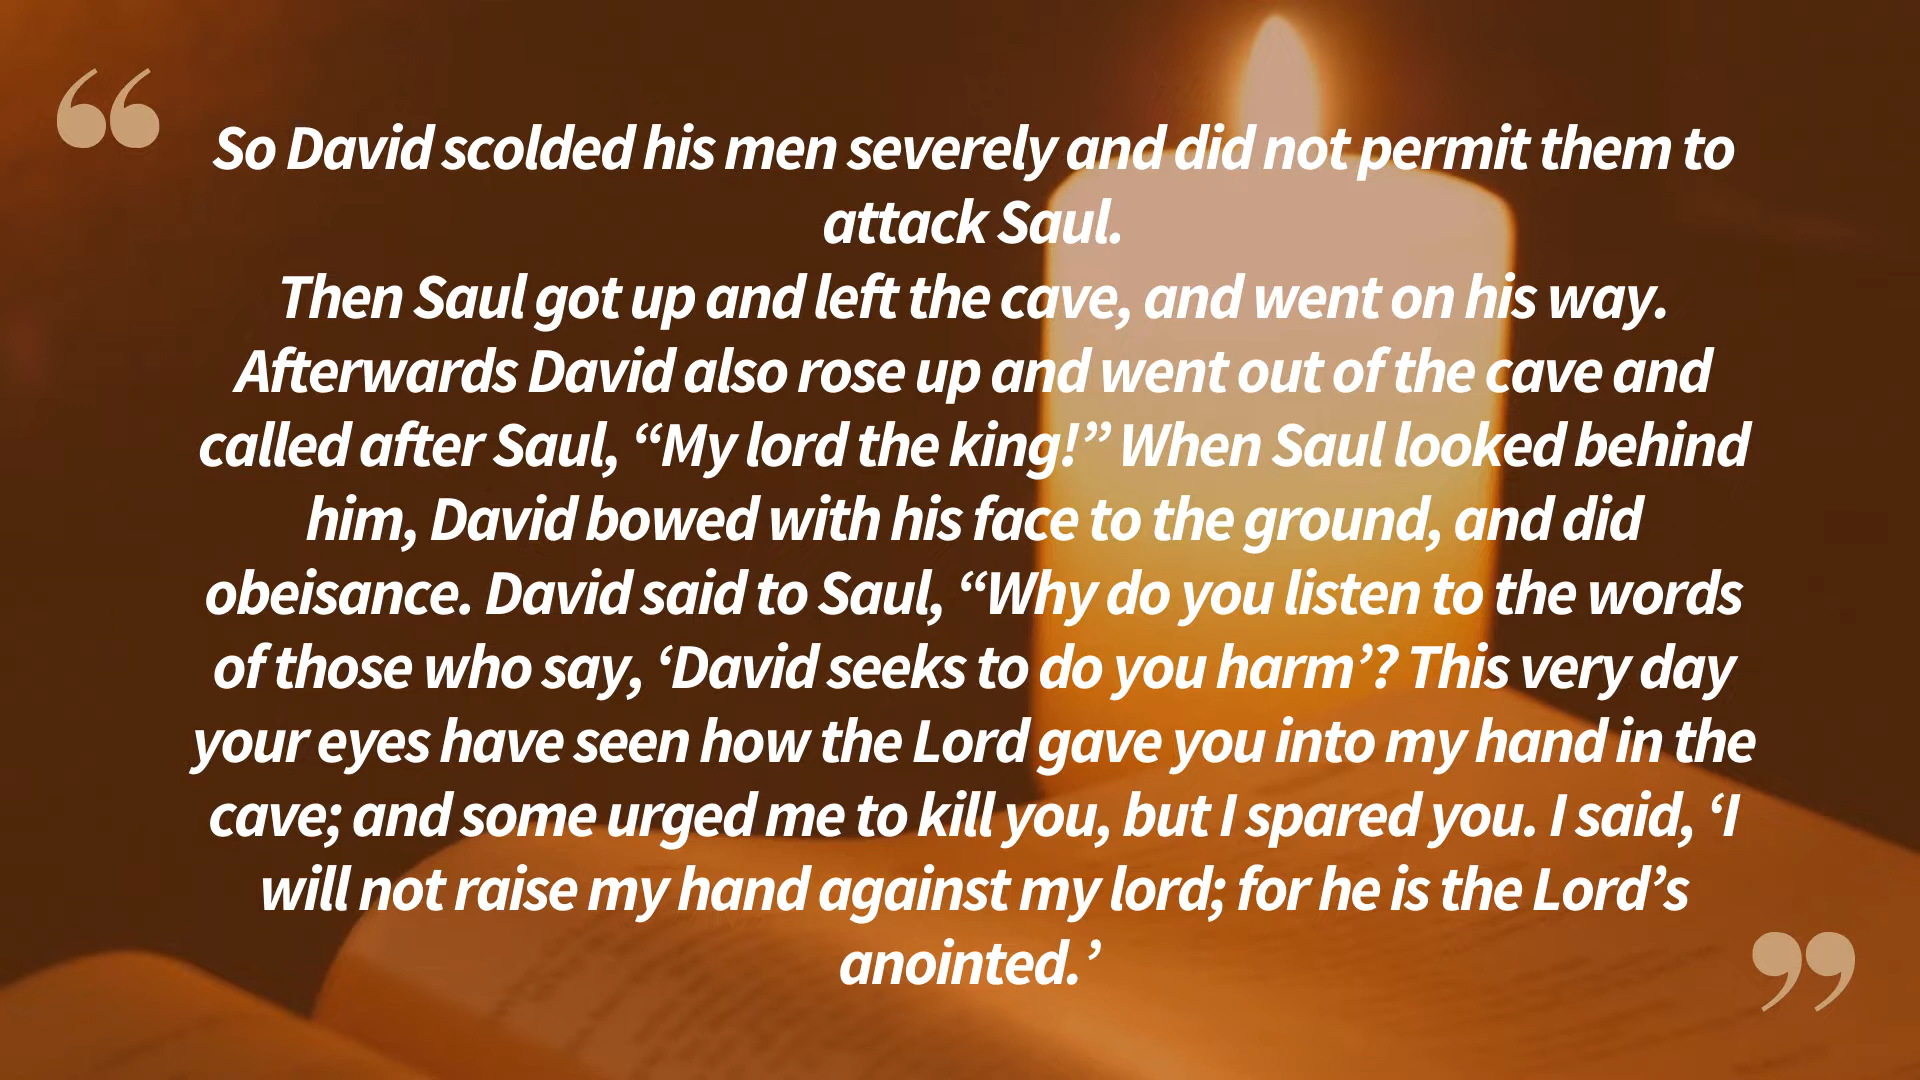 “
So David scolded his men severely and did not permit them to
attack Saul.
Then Saul got up and left the cave, and went on his way.
Afterwards David also rose up and went out of the cave and
called after Saul, “My lord the king!” When Saul looked behind
him, David bowed with his face to the ground, and did
obeisance. David said to Saul, “Why do you listen to the words
of those who say, ‘David seeks to do you harm’? This very day
your eyes have seen how the Lord gave you into my hand in the
cave; and some urged me to kill you, but I spared you. I said, ‘I
will not raise my hand against my lord; for he is the Lord’s
anointed.’
”